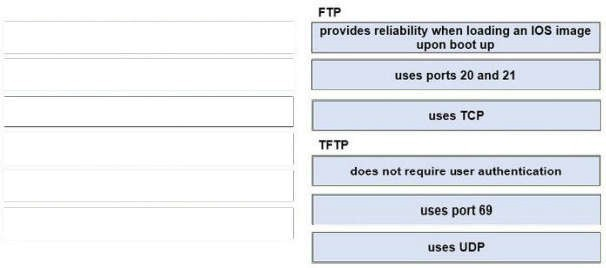 FTP
provides reliability when loading an IOS image
upon boot up
uses ports 20 and 21
uses TCP
TFTP
does not require user authentication
uses port 69
uses UDP